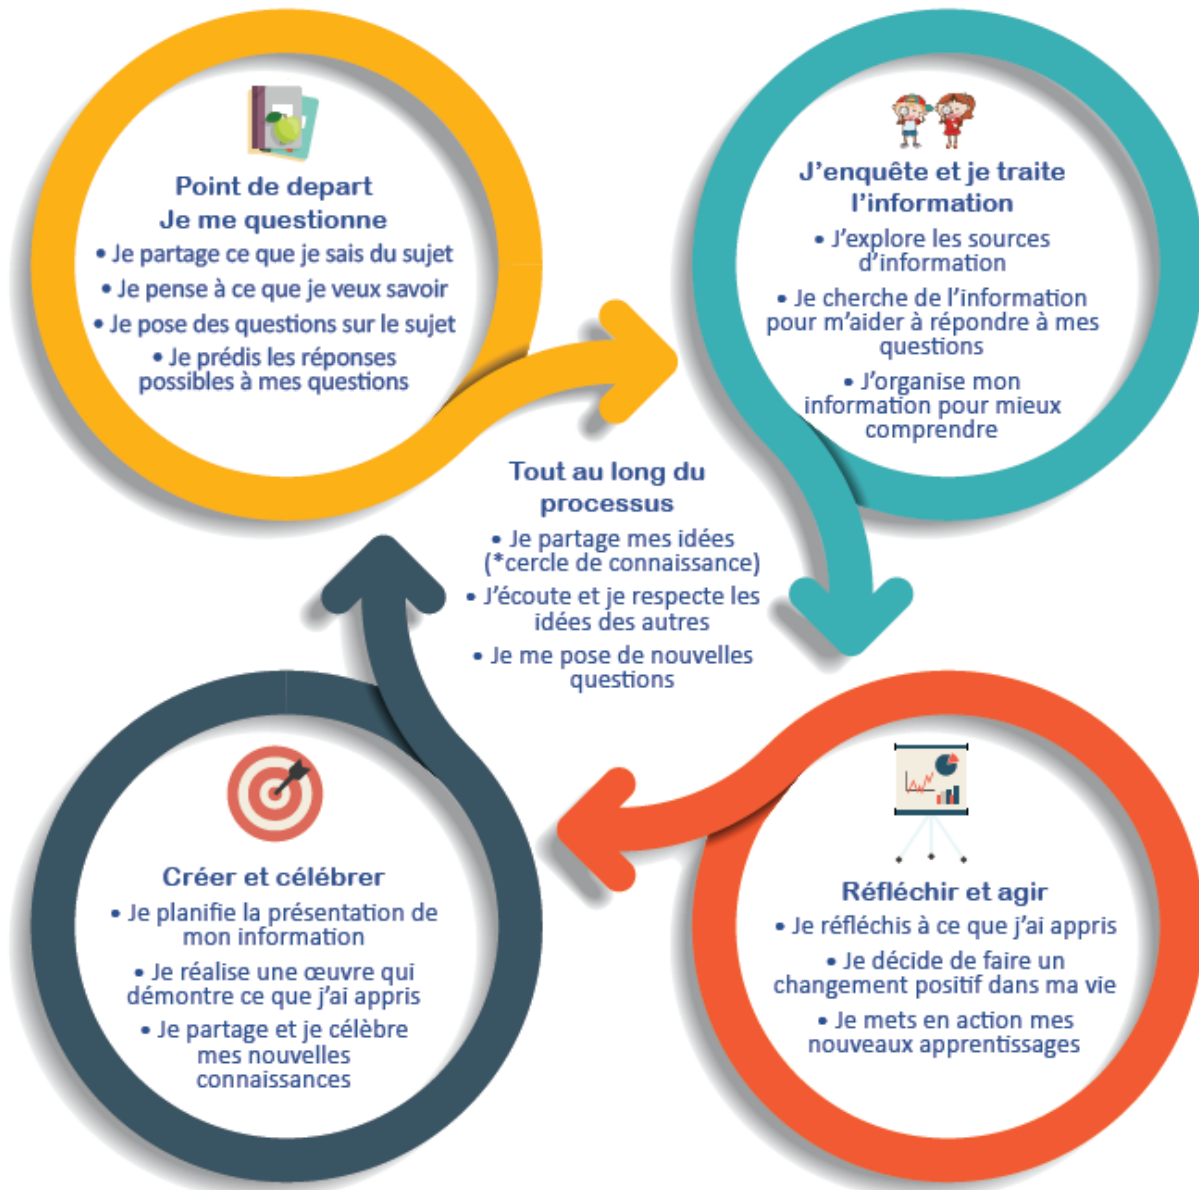 Point de depart
Je me questionne
• Je partage ce que je sais du sujet
• Je pense à ce que je veux savoir
• Je pose des questions sur le sujet
• Je prédis les réponses
possibles à mes questions
J’enquête et je traite
l’information
• J’explore les sources
d’information
• Je cherche de l’information
pour m’aider à répondre à mes
questions
• J’organise mon
information pour mieux
comprendre
Tout au long du
processus
• Je partage mes idées
(*cercle de connaissance)
• J’écoute et je respecte les
idées des autres
• Je me pose de nouvelles
questions
Réfléchir et agir
• Je réfléchis à ce que j’ai appris
• Je décide de faire un
changement positif dans ma vie
• Je mets en action mes
nouveaux apprentissages
Créer et célébrer
• Je planifie la présentation de
mon information
• Je réalise une œuvre qui
démontre ce que j’ai appris
• Je partage et je célèbre
mes nouvelles
connaissances